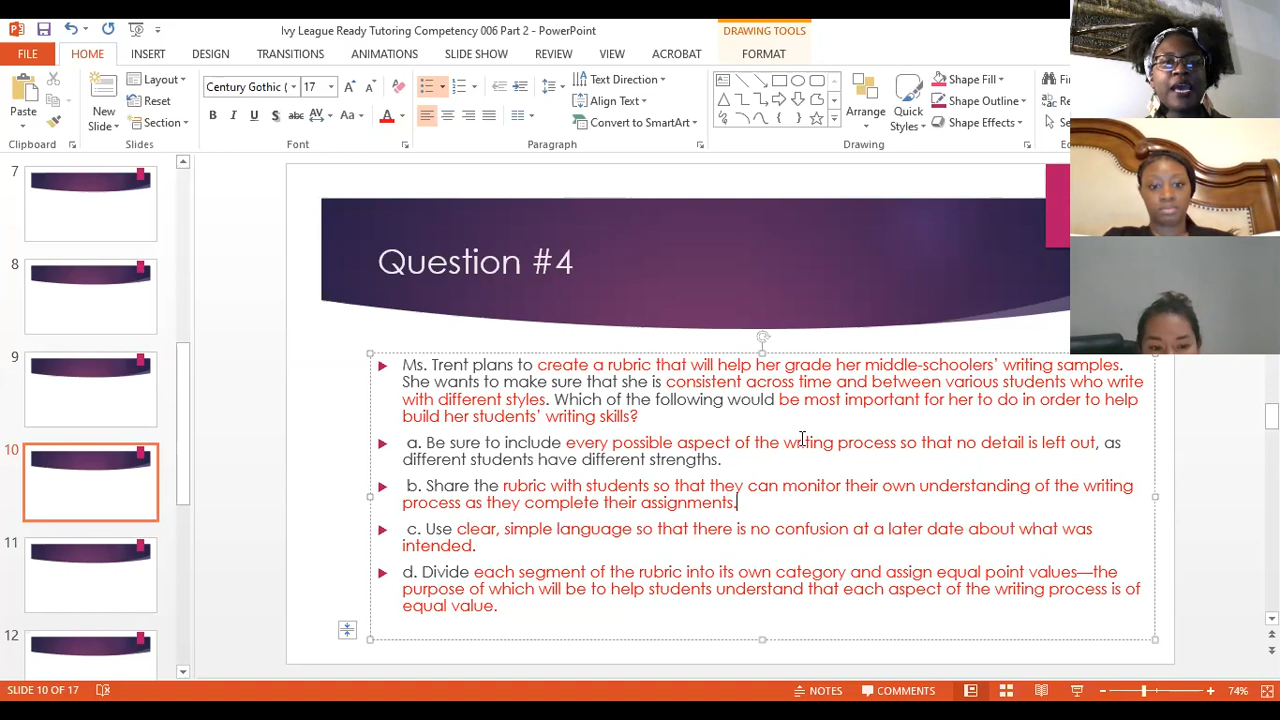 Ivy League Ready Tutoring Competency 006 Part 2 - PowerPoint
DRAWING TOOLS
FILE HOME INSERT DESIGN TRANSITIONS ANIMATIONS SLIDE SHOW REVIEW VIEW ACROBAT FORMAT
Paste
New Slide
Layout
Reset
Section
Century Gothic ( 17
B I U S abc AV Aa A
Text Direction
Align Text
Convert to SmartArt
Arrange
Quick Styles
Shape Fill
Shape Outline
Shape Effects
Clipboard Slides Font Paragraph Drawing
7
8
9
10
11
12
Question #4
Ms. Trent plans to create a rubric that will help her grade her middle-schoolers’ writing samples.
She wants to make sure that she is consistent across time and between various students who write
with different styles. Which of the following would be most important for her to do in order to help
build her students’ writing skills?
a. Be sure to include every possible aspect of the writing process so that no detail is left out, as
different students have different strengths.
b. Share the rubric with students so that they can monitor their own understanding of the writing
process as they complete their assignments.
c. Use clear, simple language so that there is no confusion at a later date about what was
intended.
d. Divide each segment of the rubric into its own category and assign equal point values—the
purpose of which will be to help students understand that each aspect of the writing process is of
equal value.
SLIDE 10 OF 17
NOTES COMMENTS 74%